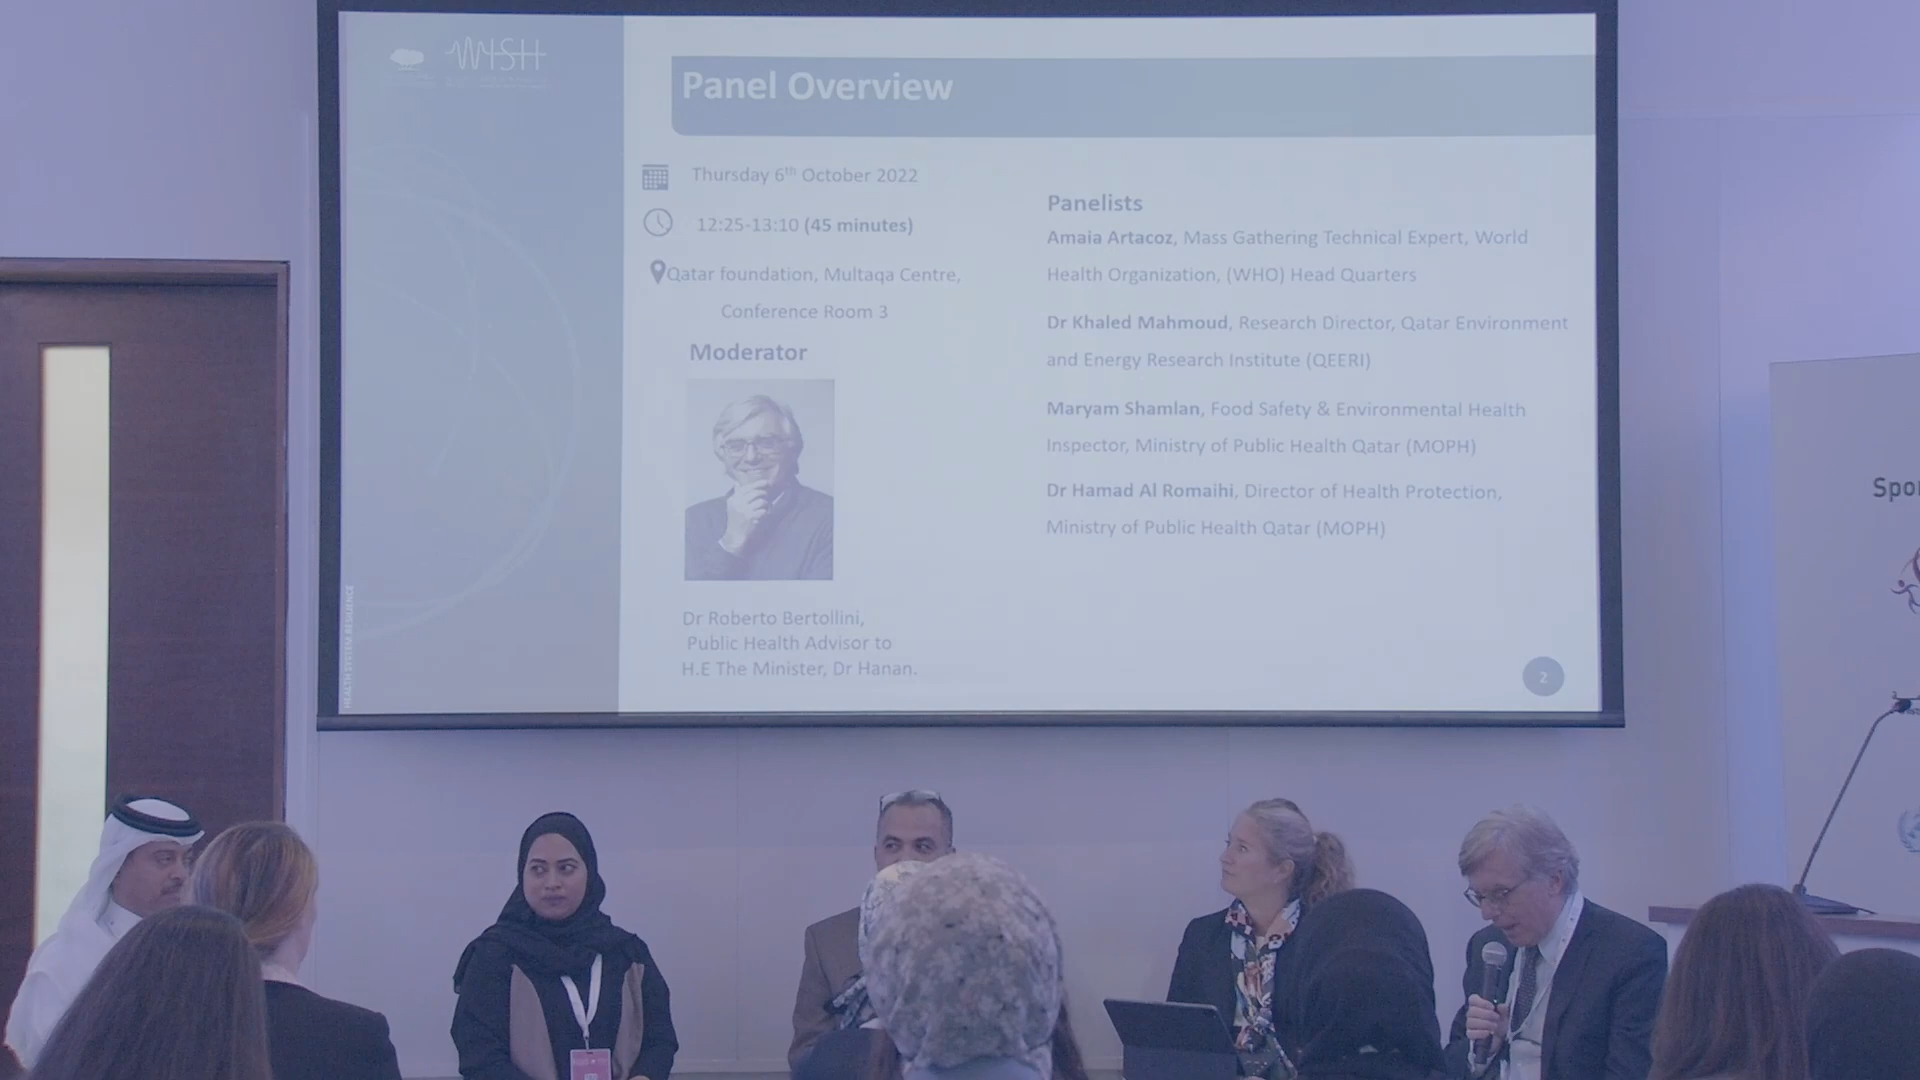 WISH
Panel Overview
Thursday 6th October 2022
12:25-13:10 (45 minutes)
Qatar foundation, Multaqa Centre,
Conference Room 3
Moderator
Dr Roberto Bertollini,
Public Health Advisor to
H.E The Minister, Dr Hanan.
Panelists
Amaia Artacoz, Mass Gathering Technical Expert, World
Health Organization, (WHO) Head Quarters
Dr Khaled Mahmoud, Research Director, Qatar Environment
and Energy Research Institute (QEERI)
Maryam Shamlan, Food Safety & Environmental Health
Inspector, Ministry of Public Health Qatar (MOPH)
Dr Hamad Al Romaihi, Director of Health Protection,
Ministry of Public Health Qatar (MOPH)
HEALTH SYSTEM RESILIENCE
2
Spor